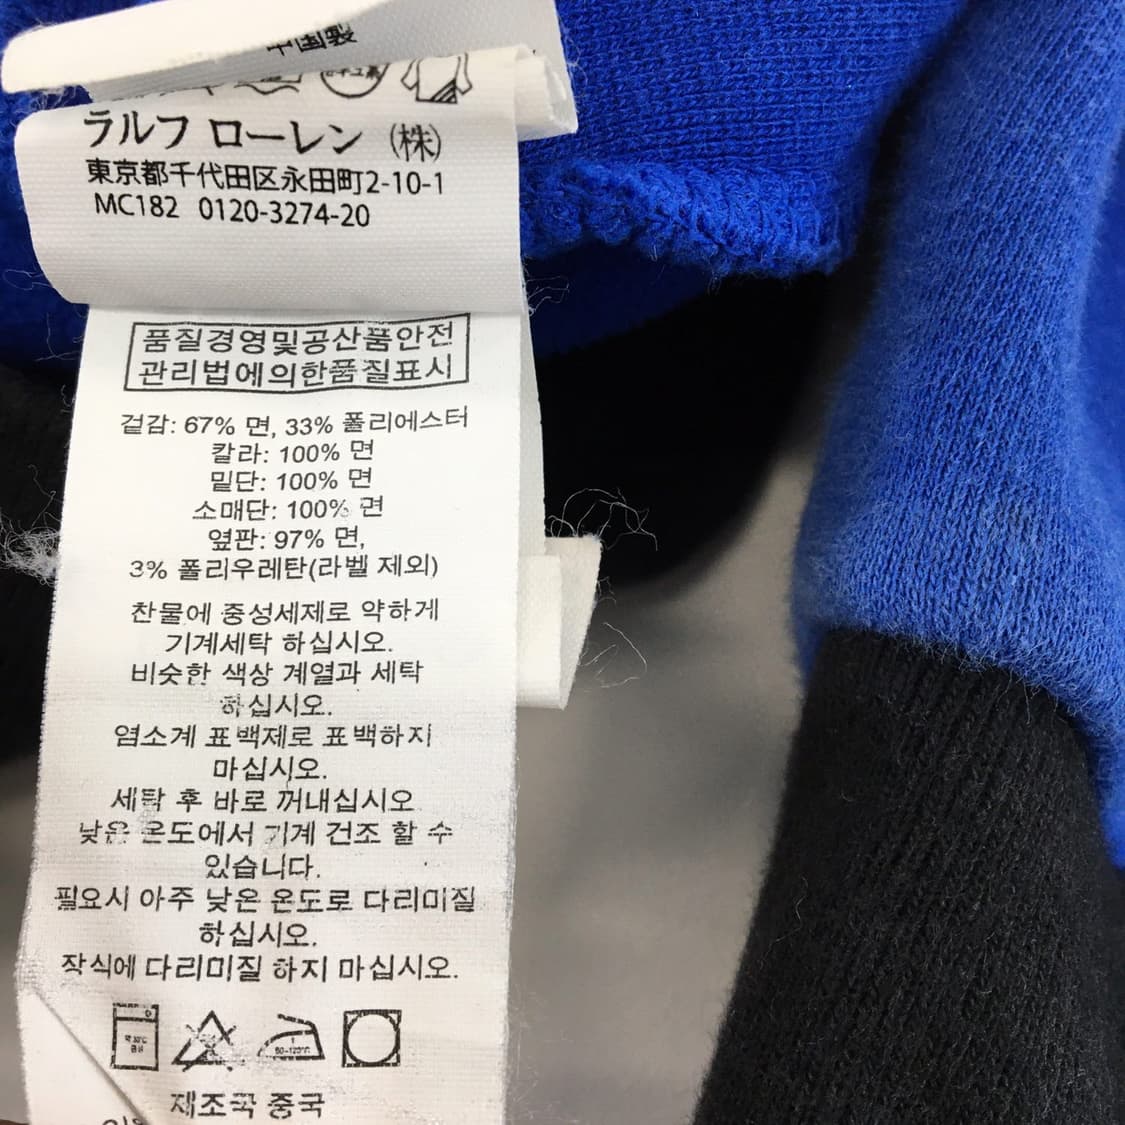 中国製
ラルフ ローレン (株)
東京都千代田区永田町2-10-1
MC182 0120-3274-20
품질경영및공산품안전
관리법에의한품질표시
겉감: 67% 면, 33% 폴리에스터
칼라: 100% 면
밑단: 100% 면
소매단: 100% 면
옆판: 97% 면,
3% 폴리우레탄(라벨 제외)
찬물에 중성세제로 약하게
기계세탁 하십시오.
비슷한 색상 계열과 세탁
하십시오.
염소계 표백제로 표백하지
마십시오.
세탁 후 바로 꺼내십시오
낮은 온도에서 기계 건조 할 수
있습니다.
필요시 아주 낮은 온도로 다리미질
하십시오.
장식에 다리미질 하지 마십시오.
약 30℃
중성
80-120℃
제조국 중국